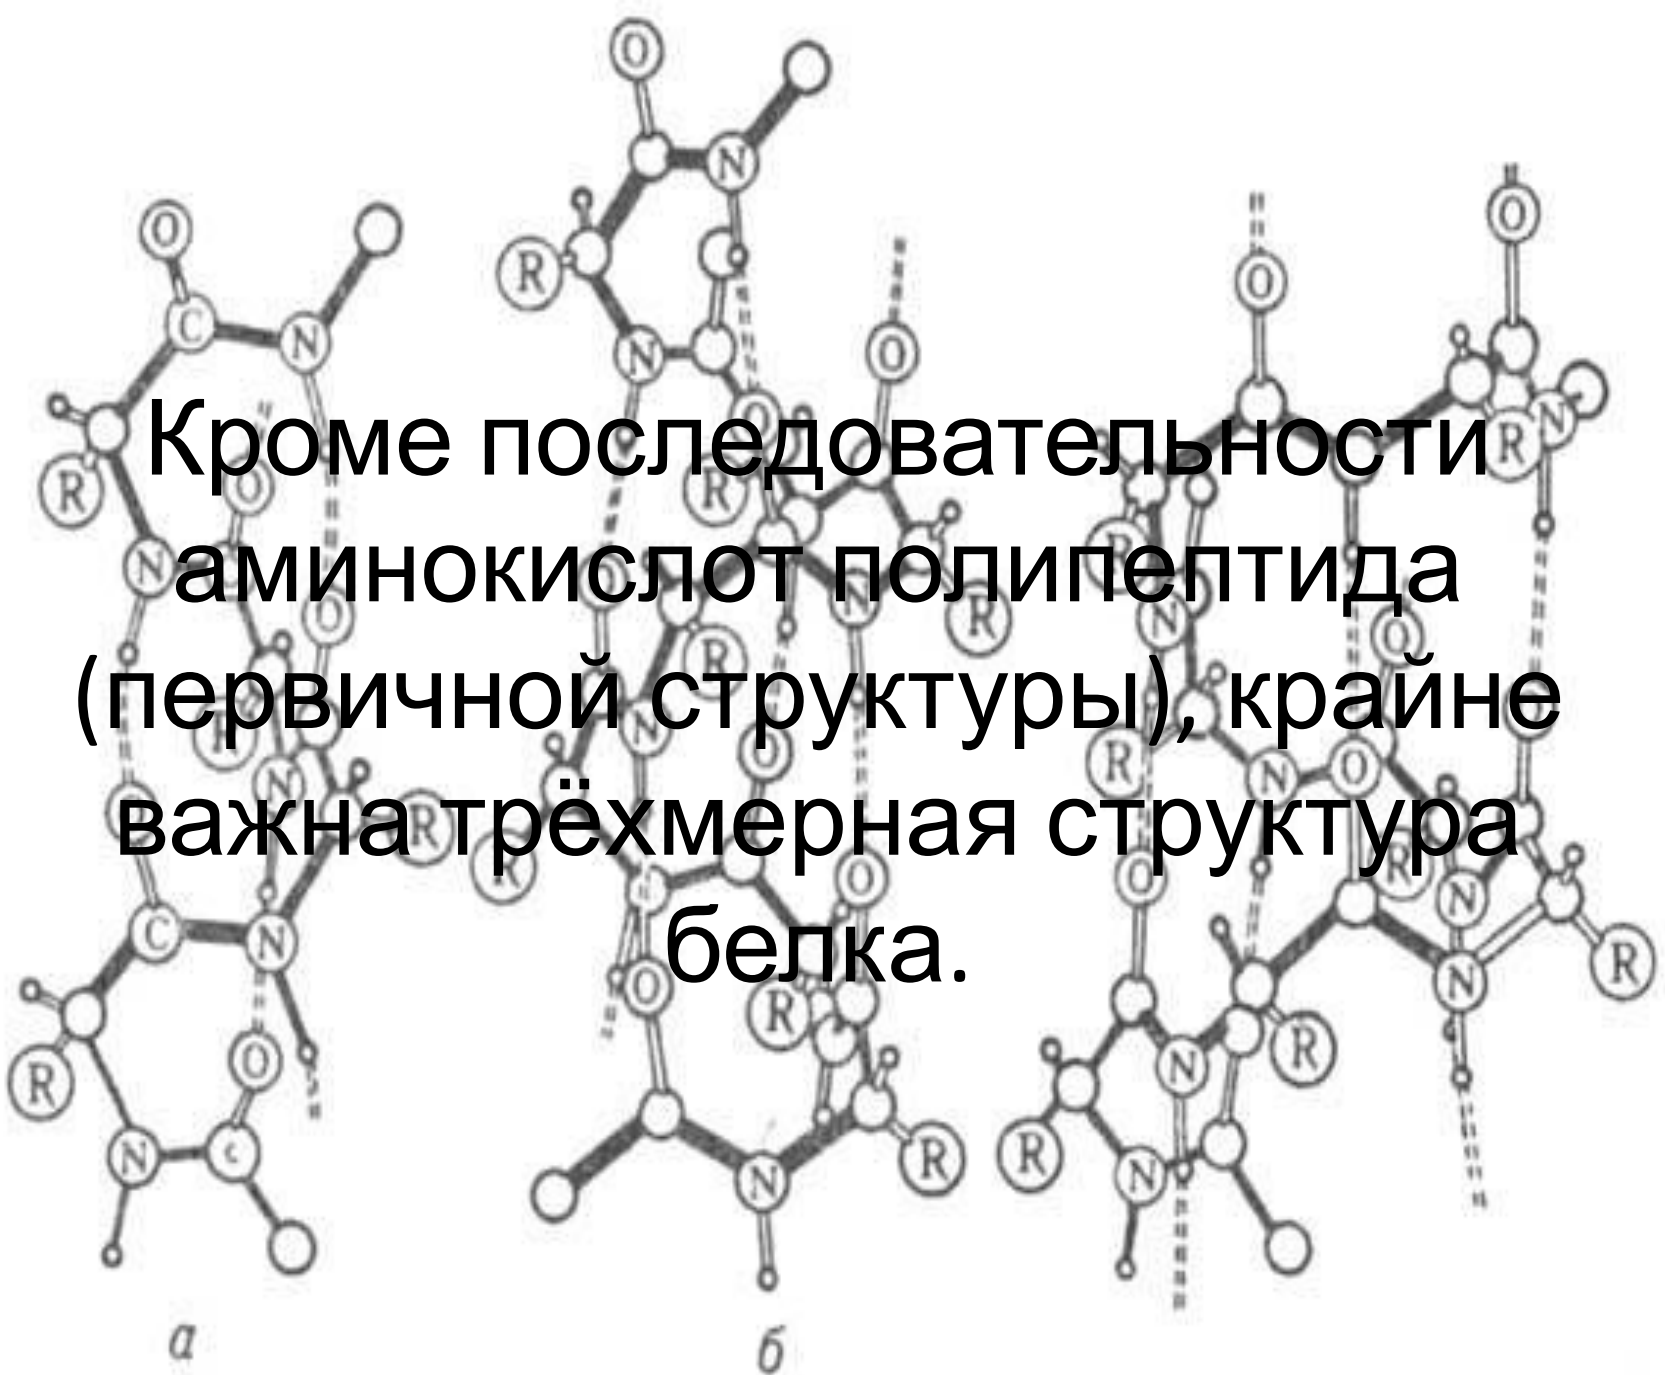 Кроме последовательности
аминокислот полипептида
(первичной структуры), крайне
важна трёхмерная структура
белка.
а
б